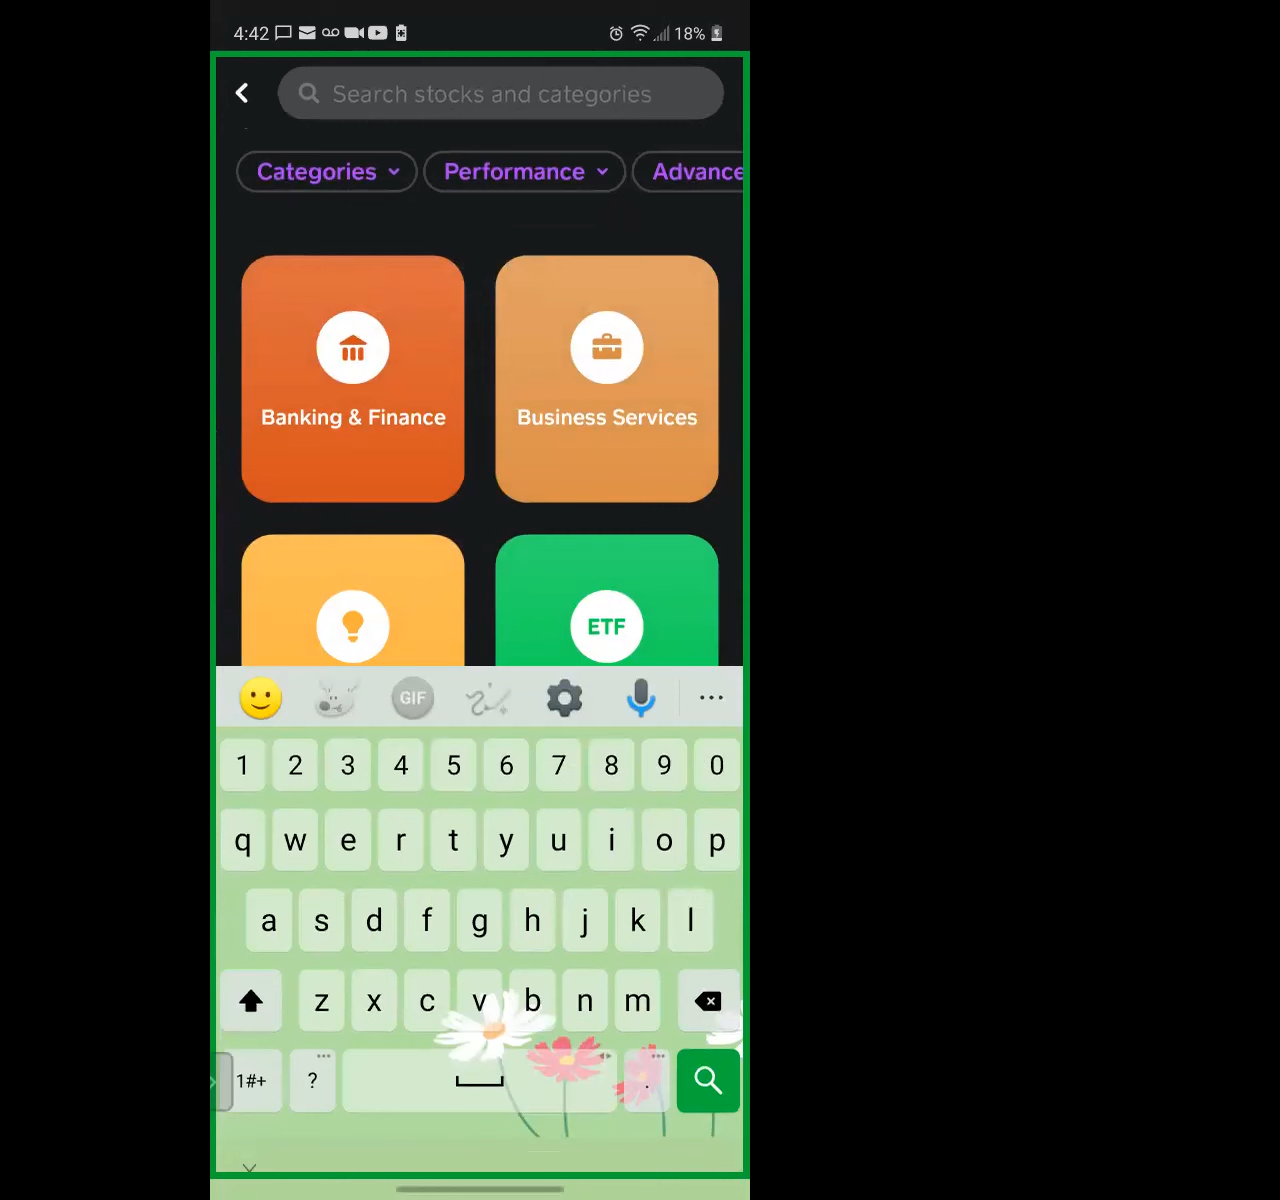 4:42 18%
Search stocks and categories
Categories Performance Advance
Banking & Finance Business Services
ETF
GIF
1 2 3 4 5 6 7 8 9 0
q w e r t y u i o p
a s d f g h j k l
z x c v b n m
1#+ ? .